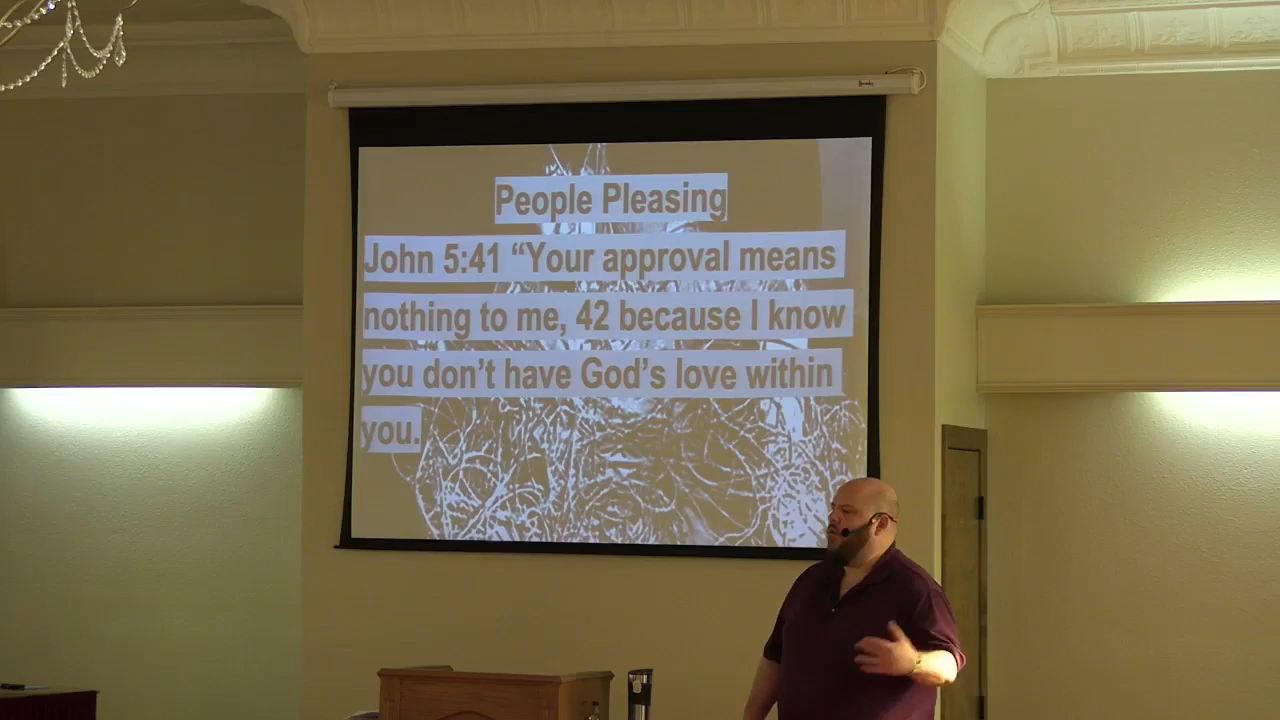 People Pleasing
John 5:41 “Your approval means
nothing to me, 42 because I know
you don’t have God’s love within
you.